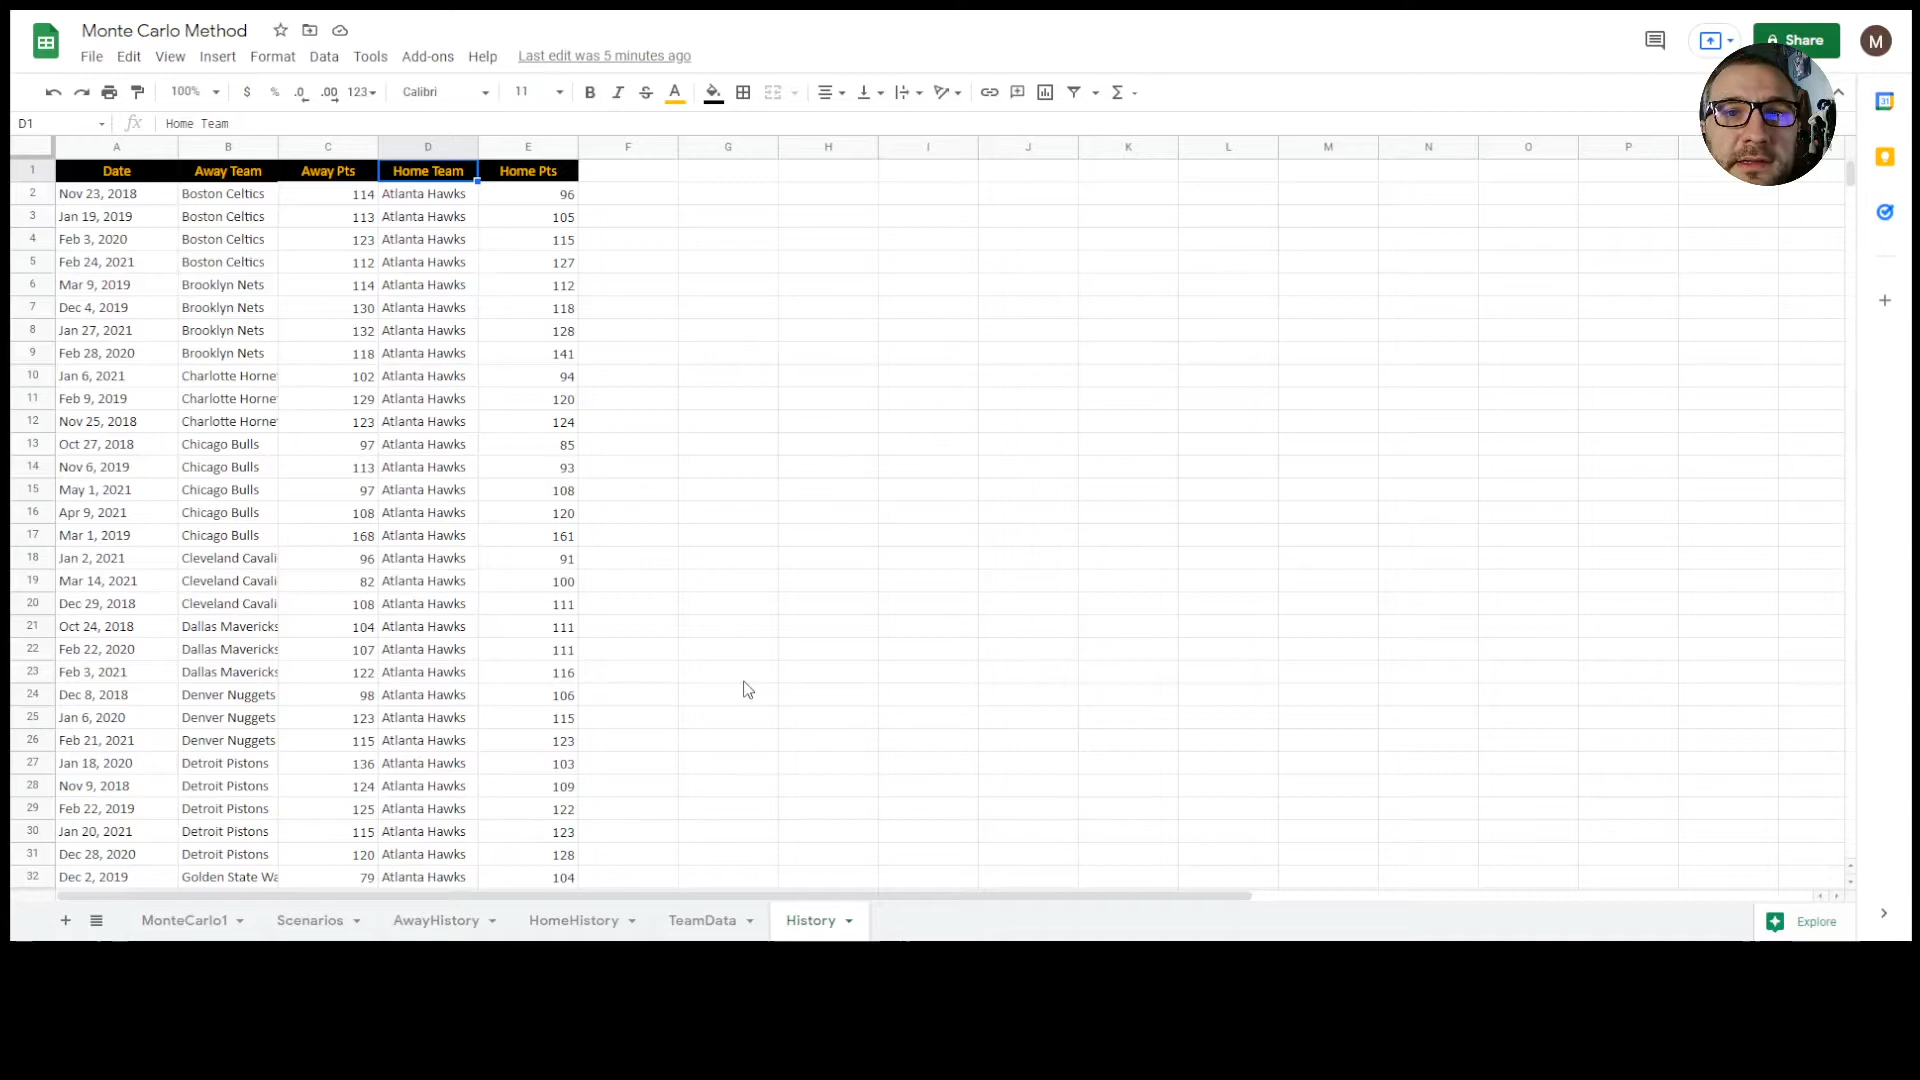 Monte Carlo Method
File Edit View Insert Format Data Tools Add-ons Help Last edit was 5 minutes ago
Share
M
100% $ % .0 .00 123 Calibri 11 B I S A Σ
31
D1 fx Home Team
A B C D E F G H I J K L M N O P
1 Date Away Team Away Pts Home Team Home Pts
2 Nov 23, 2018 Boston Celtics 114 Atlanta Hawks 96
3 Jan 19, 2019 Boston Celtics 113 Atlanta Hawks 105
4 Feb 3, 2020 Boston Celtics 123 Atlanta Hawks 115
5 Feb 24, 2021 Boston Celtics 112 Atlanta Hawks 127
6 Mar 9, 2019 Brooklyn Nets 114 Atlanta Hawks 112
7 Dec 4, 2019 Brooklyn Nets 130 Atlanta Hawks 118
8 Jan 27, 2021 Brooklyn Nets 132 Atlanta Hawks 128
9 Feb 28, 2020 Brooklyn Nets 118 Atlanta Hawks 141
10 Jan 6, 2021 Charlotte Horne 102 Atlanta Hawks 94
11 Feb 9, 2019 Charlotte Horne 129 Atlanta Hawks 120
12 Nov 25, 2018 Charlotte Horne 123 Atlanta Hawks 124
13 Oct 27, 2018 Chicago Bulls 97 Atlanta Hawks 85
14 Nov 6, 2019 Chicago Bulls 113 Atlanta Hawks 93
15 May 1, 2021 Chicago Bulls 97 Atlanta Hawks 108
16 Apr 9, 2021 Chicago Bulls 108 Atlanta Hawks 120
17 Mar 1, 2019 Chicago Bulls 168 Atlanta Hawks 161
18 Jan 2, 2021 Cleveland Cavali 96 Atlanta Hawks 91
19 Mar 14, 2021 Cleveland Cavali 82 Atlanta Hawks 100
20 Dec 29, 2018 Cleveland Cavali 108 Atlanta Hawks 111
21 Oct 24, 2018 Dallas Mavericks 104 Atlanta Hawks 111
22 Feb 22, 2020 Dallas Mavericks 107 Atlanta Hawks 111
23 Feb 3, 2021 Dallas Mavericks 122 Atlanta Hawks 116
24 Dec 8, 2018 Denver Nuggets 98 Atlanta Hawks 106
25 Jan 6, 2020 Denver Nuggets 123 Atlanta Hawks 115
26 Feb 21, 2021 Denver Nuggets 115 Atlanta Hawks 123
27 Jan 18, 2020 Detroit Pistons 136 Atlanta Hawks 103
28 Nov 9, 2018 Detroit Pistons 124 Atlanta Hawks 109
29 Feb 22, 2019 Detroit Pistons 125 Atlanta Hawks 122
30 Jan 20, 2021 Detroit Pistons 115 Atlanta Hawks 123
31 Dec 28, 2020 Detroit Pistons 120 Atlanta Hawks 128
32 Dec 2, 2019 Golden State Wa 79 Atlanta Hawks 104
MonteCarlo1 Scenarios AwayHistory HomeHistory TeamData History Explore